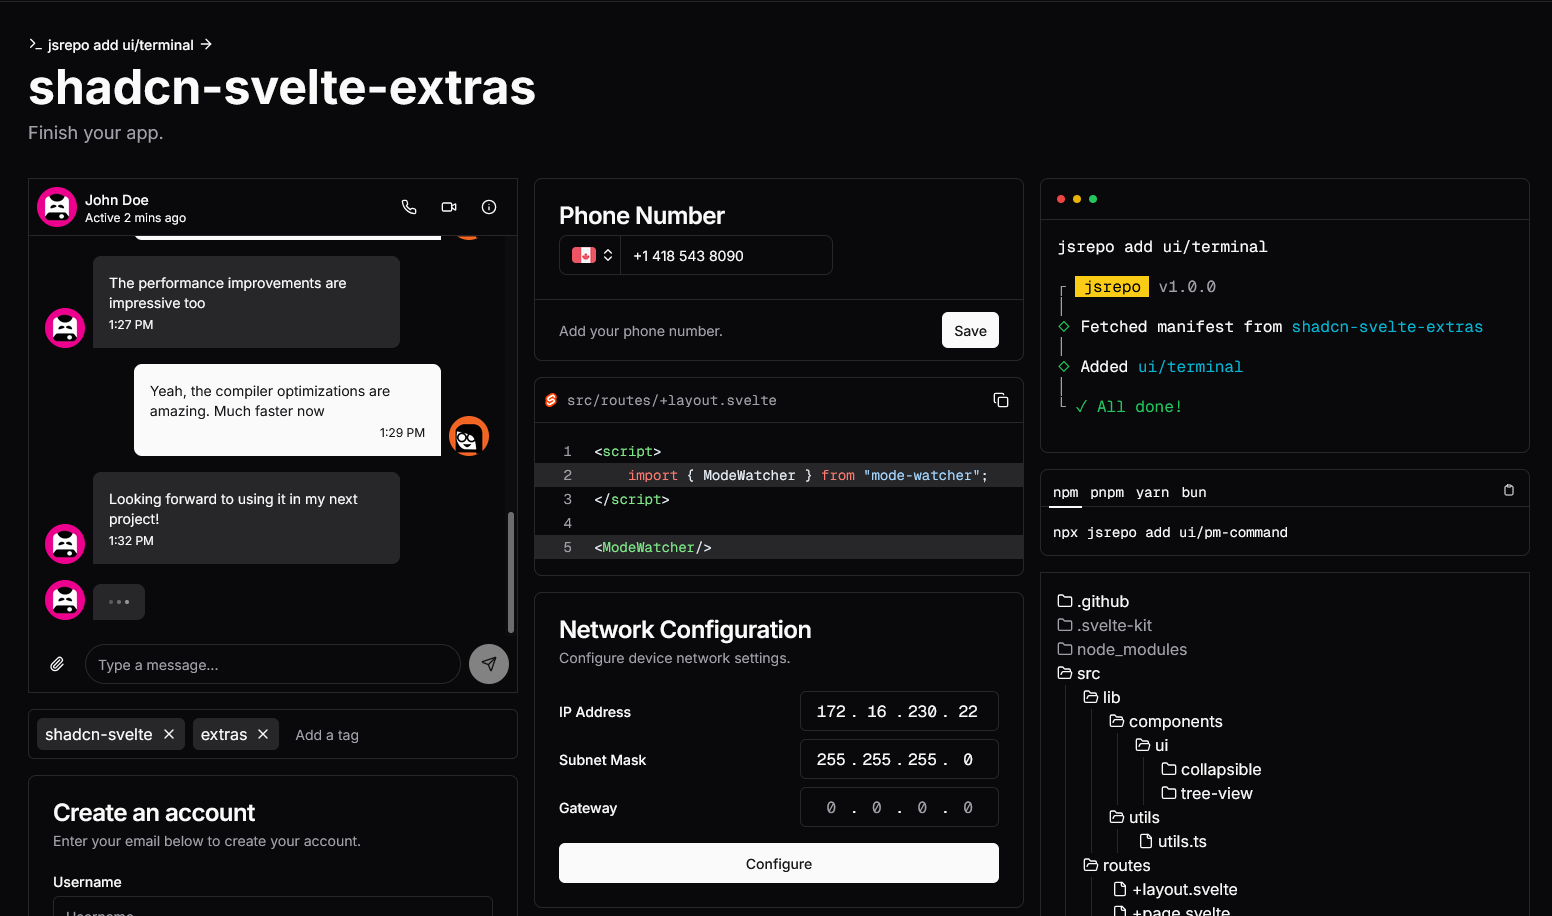 jsrepo add ui/terminal
shadcn-svelte-extras
Finish your app.
John Doe
Active 2 mins ago
The performance improvements are
impressive too
1:27 PM
Yeah, the compiler optimizations are
amazing. Much faster now
1:29 PM
Looking forward to using it in my next
project!
1:32 PM
Type a message...
shadcn-svelte
extras
Add a tag
Create an account
Enter your email below to create your account.
Username
Username
Phone Number
+1 418 543 8090
Add your phone number.
Save
src/routes/+layout.svelte
1 <script>
2 import { ModeWatcher } from "mode-watcher";
3 </script>
4
5 <ModeWatcher/>
Network Configuration
Configure device network settings.
IP Address 172 . 16 . 230 . 22
Subnet Mask 255 . 255 . 255 . 0
Gateway 0 . 0 . 0 . 0
Configure
jsrepo add ui/terminal
jsrepo v1.0.0
Fetched manifest from shadcn-svelte-extras
Added ui/terminal
✓ All done!
npm pnpm yarn bun
npx jsrepo add ui/pm-command
.github
.svelte-kit
node_modules
src
lib
components
ui
collapsible
tree-view
utils
utils.ts
routes
+layout.svelte
+page.svelte